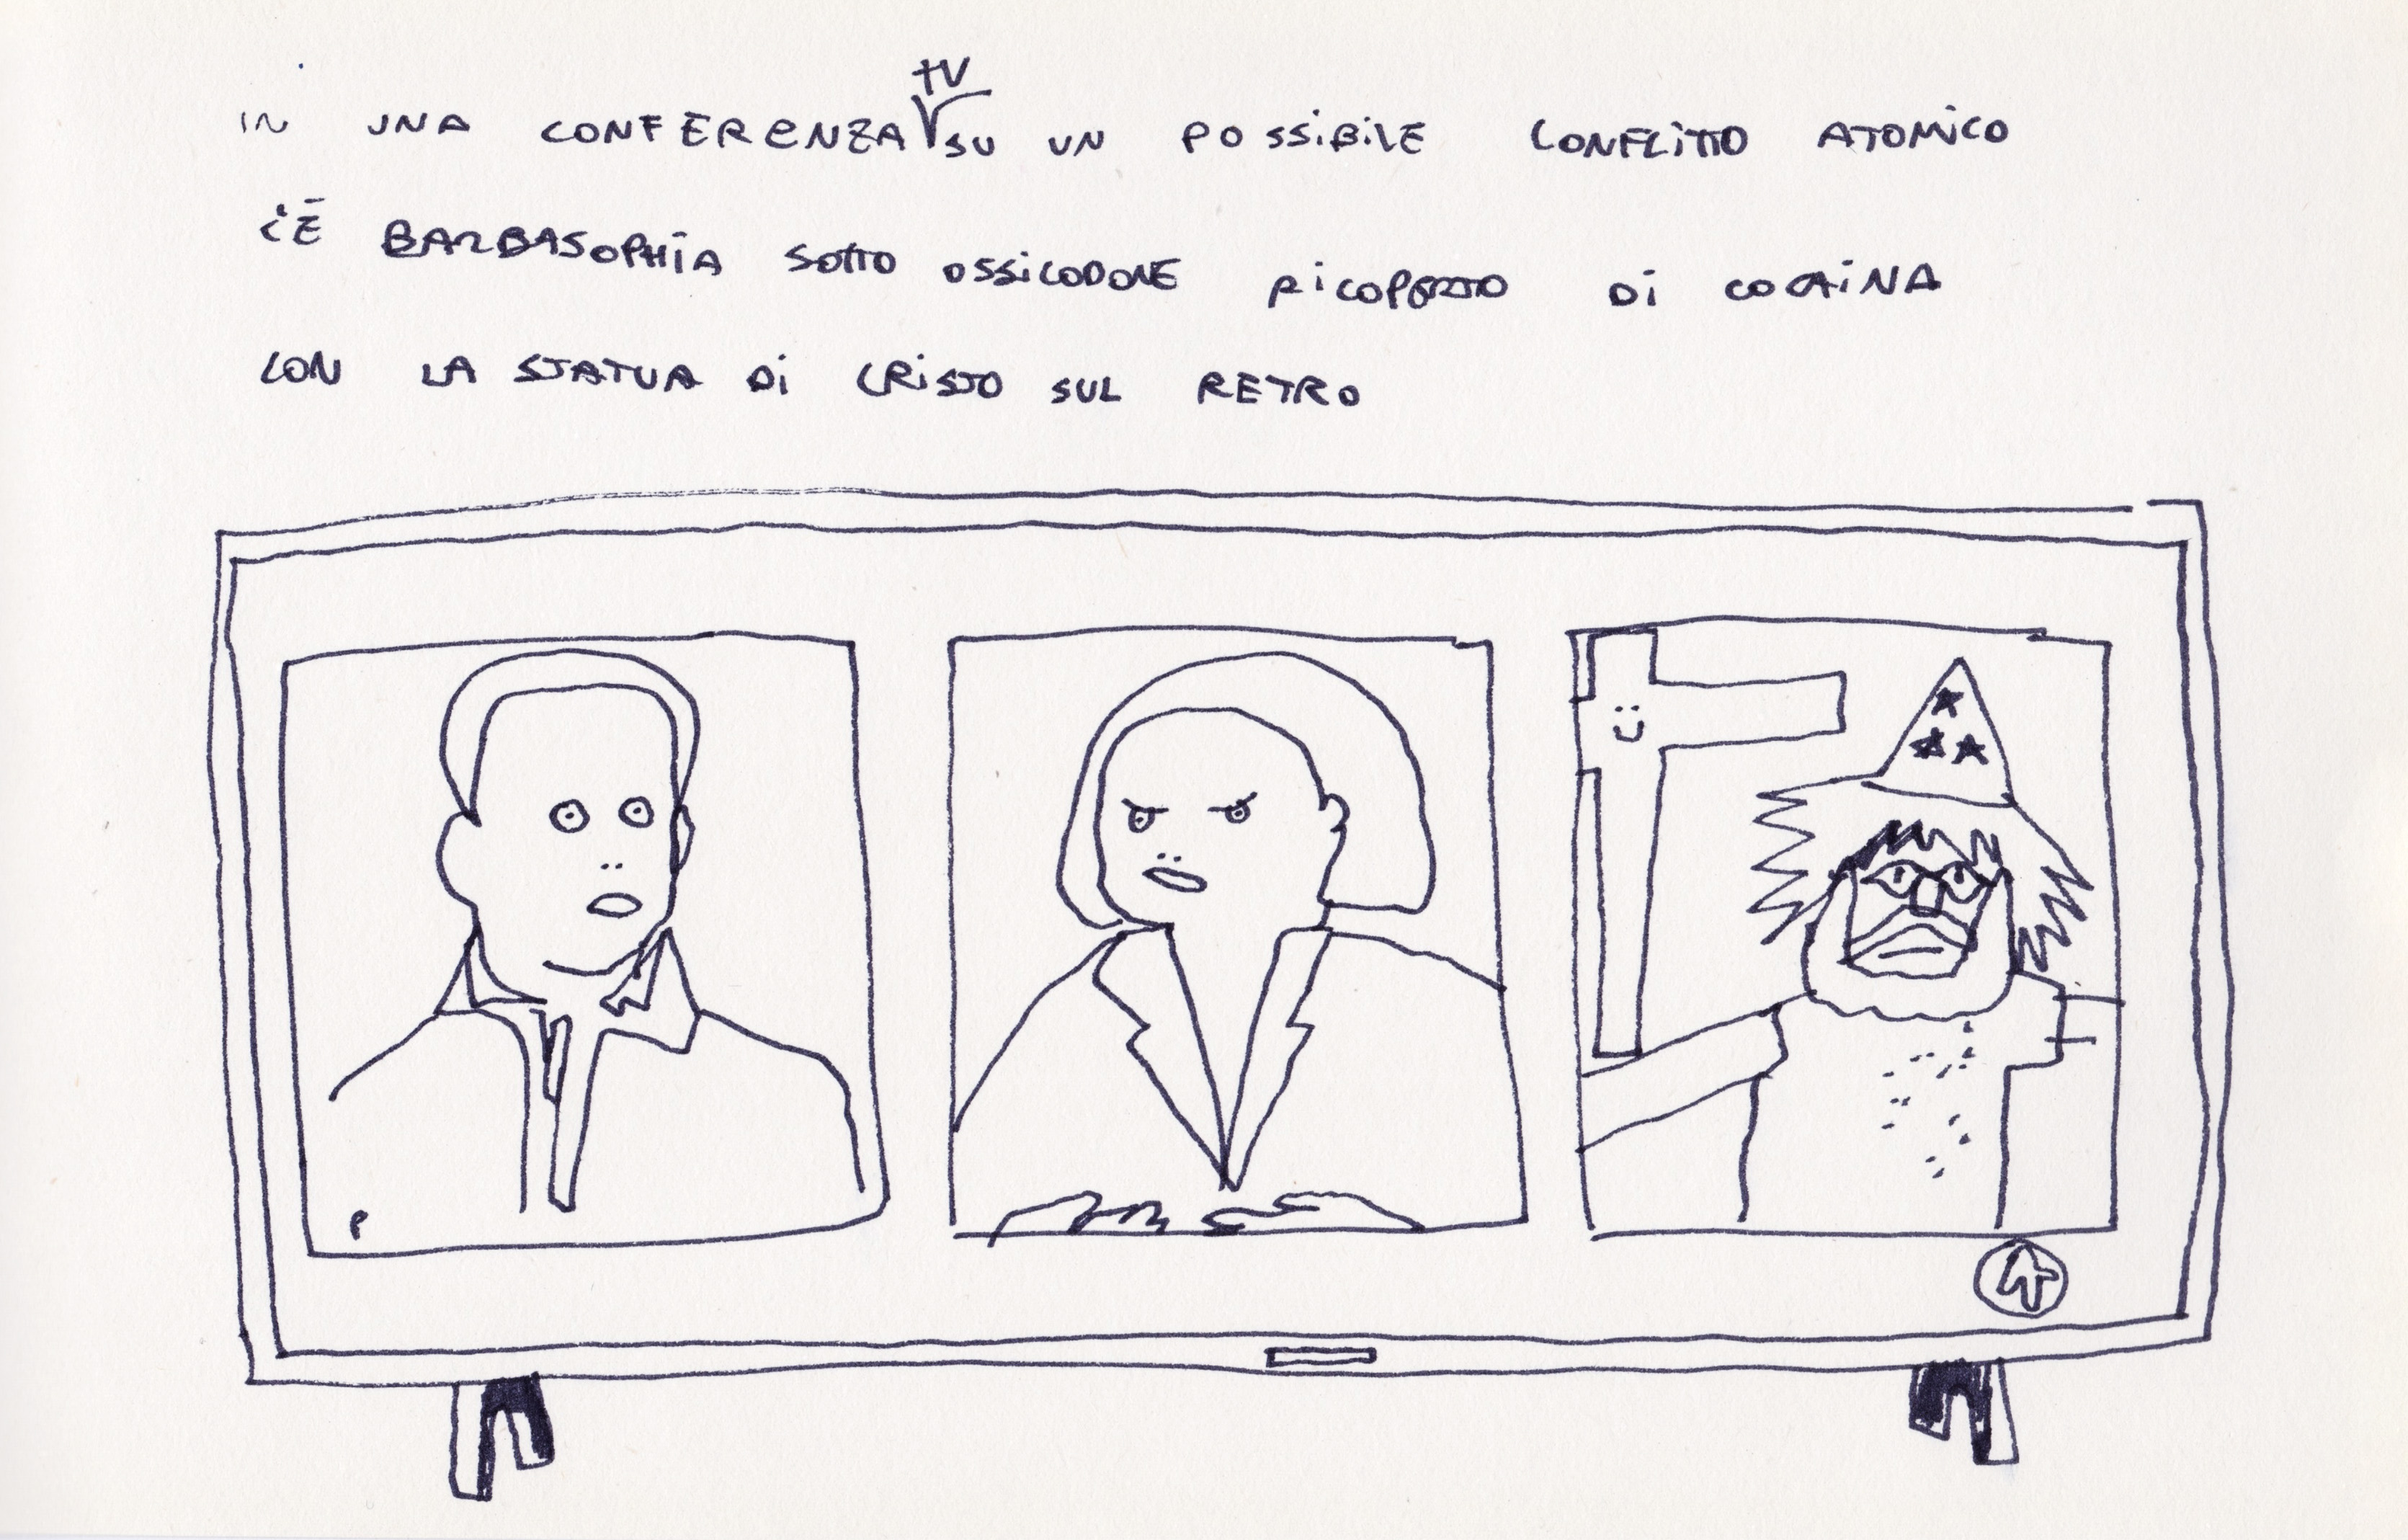 IN UNA CONFERENZA TV SU UN POSSIBILE CONFLITTO ATOMICO
C'È BARBASOPHIA SOTTO OSSICODONE RICOPERTO DI COCAINA
CON LA STATUA DI CRISTO SUL RETRO
P